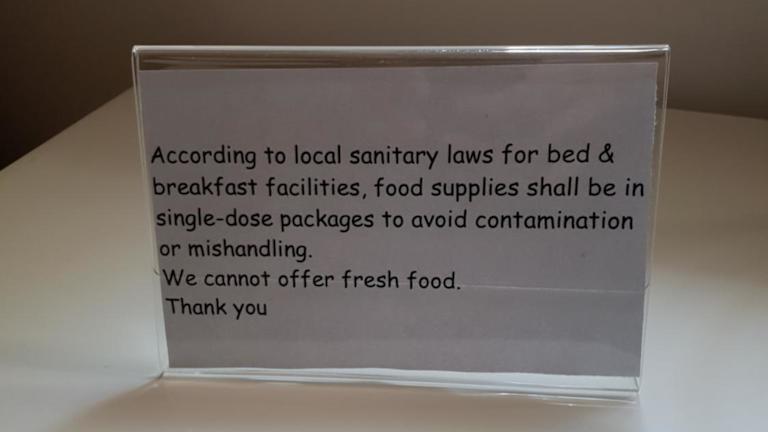 According to local sanitary laws for bed &
breakfast facilities, food supplies shall be in
single-dose packages to avoid contamination
or mishandling.
We cannot offer fresh food.
Thank you